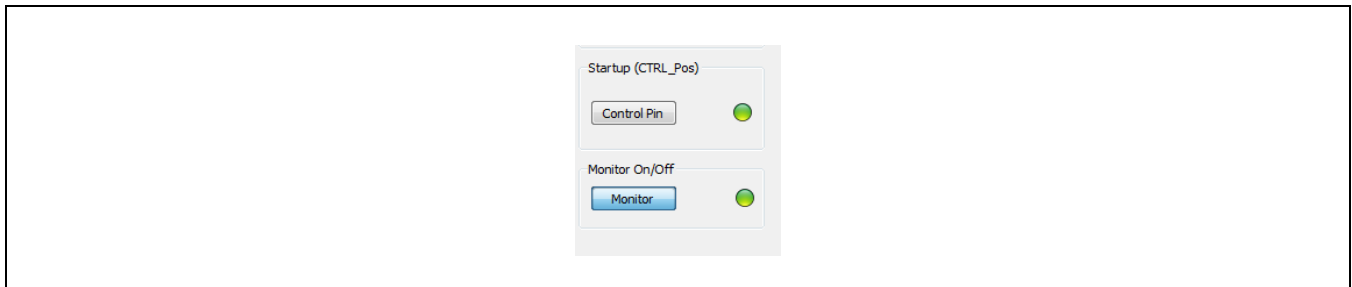 Startup (CTRL_Pos)
Control Pin
Monitor On/Off
Monitor